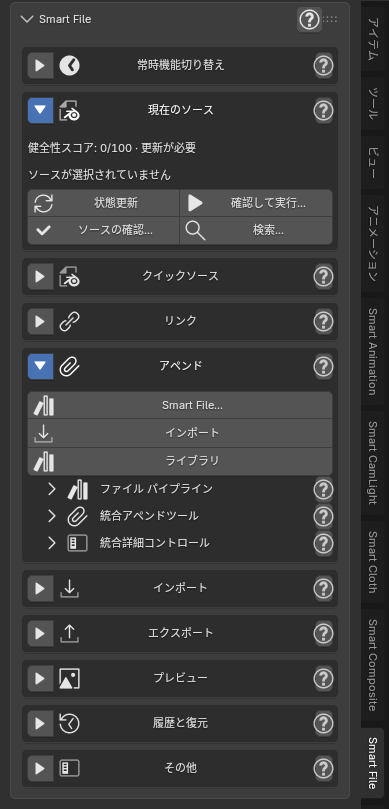 Smart File
常時機能切り替え
現在のソース
健全性スコア: 0/100 · 更新が必要
ソースが選択されていません
状態更新
確認して実行...
ソースの確認...
検索...
クイックソース
リンク
アペンド
Smart File...
インポート
ライブラリ
ファイル パイプライン
統合アペンドツール
統合詳細コントロール
インポート
エクスポート
プレビュー
履歴と復元
その他
アイテム
ツール
ビュー
アニメーション
Smart Animation
Smart CamLight
Smart Cloth
Smart Composite
Smart File